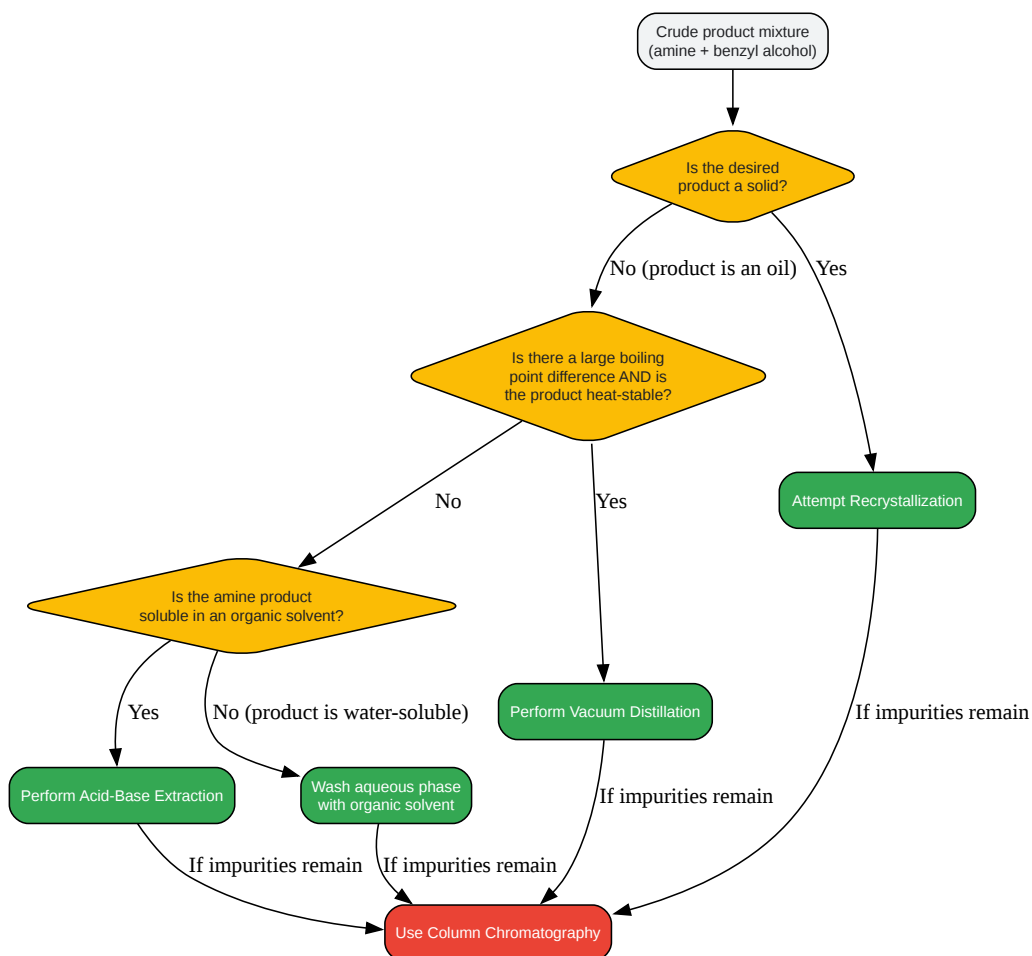 Crude product mixture
(amine + benzyl alcohol)
Is the desired
product a solid?
No (product is an oil)
Yes
Is there a large boiling
point difference AND is
the product heat-stable?
No
Yes
Attempt Recrystallization
Is the amine product
soluble in an organic solvent?
Yes
No (product is water-soluble)
Perform Vacuum Distillation
If impurities remain
Perform Acid-Base Extraction
Wash aqueous phase
with organic solvent
If impurities remain
If impurities remain
If impurities remain
Use Column Chromatography